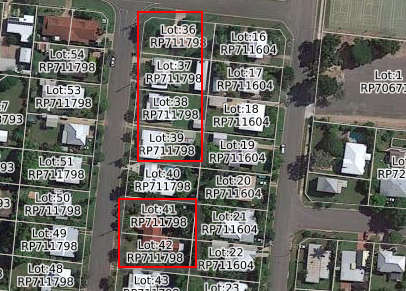 Lot:36
RP711798
Lot:16
RP711604
Lot:54
RP711798
Lot:37
RP711798
Lot:17
RP711604
Lot:1
Lot:53
RP711798
Lot:38
RP711798
Lot:18
RP711604
Lot:39
RP711798
Lot:19
RP711604
Lot:51
RP711798
Lot:40
RP711798
Lot:20
RP711604
Lot:50
RP711798
Lot:41
RP711798
Lot:21
RP711604
Lot:49
RP711798
Lot:42
RP711798
Lot:22
RP711604
Lot:48
RP711798
Lot:43